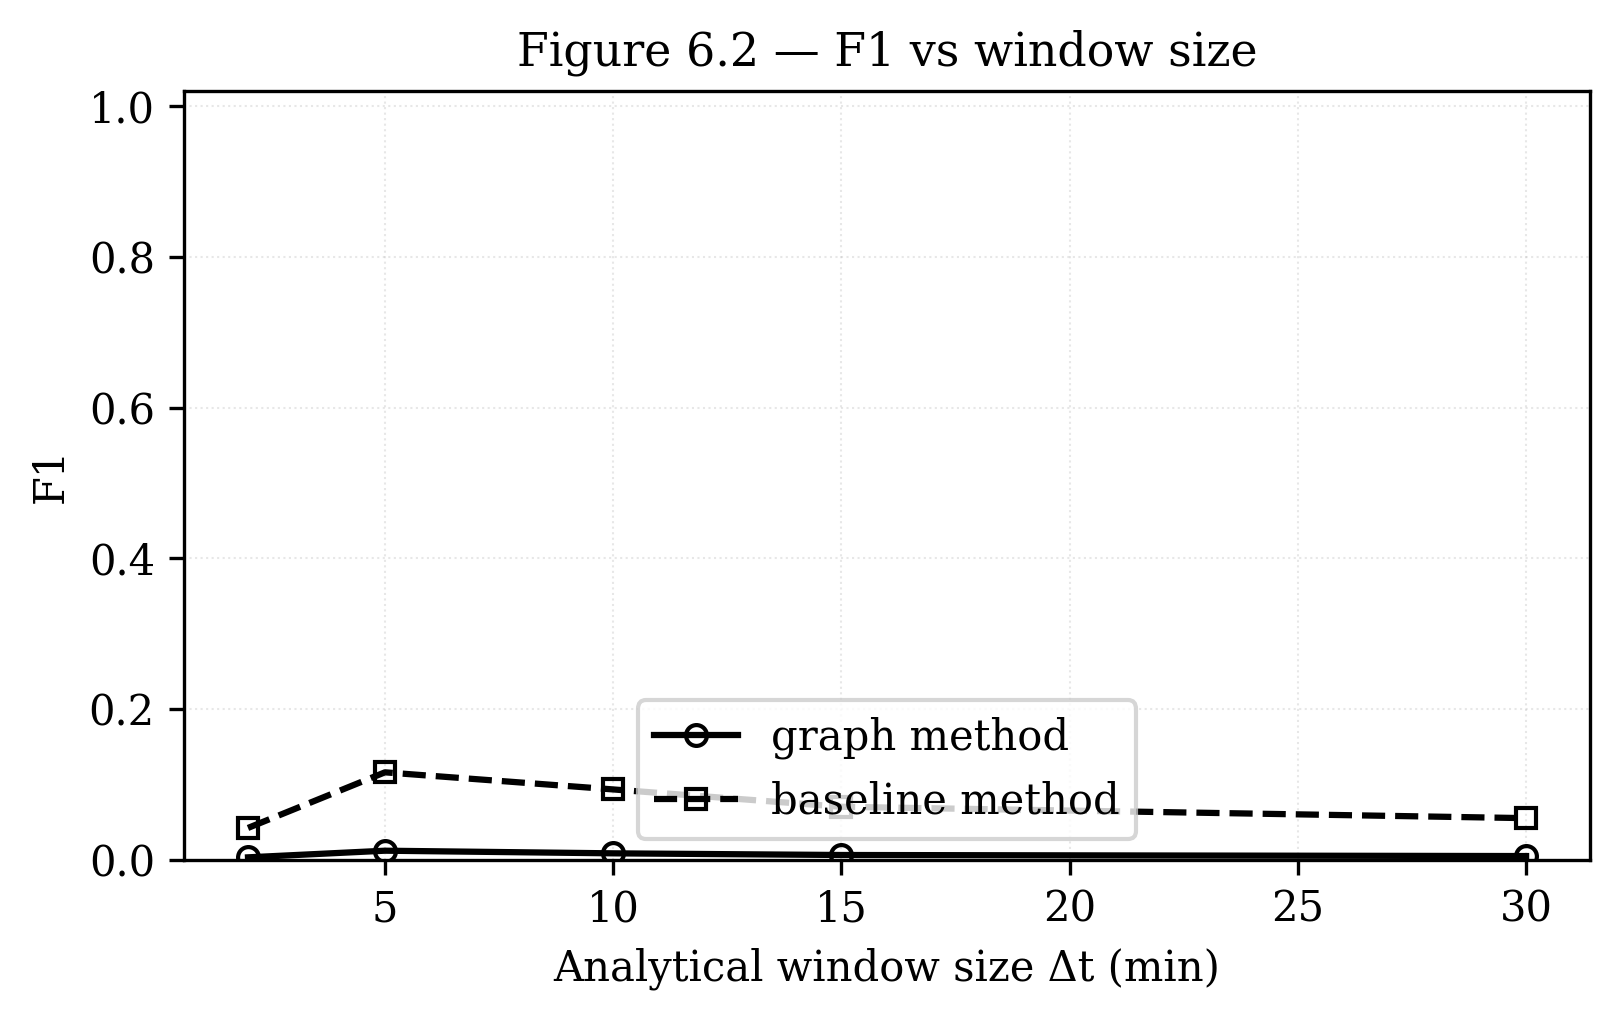 Figure 6.2 — F1 vs window size
1.0
0.8
0.6
0.4
0.2
0.0
F1
graph method
baseline method
5 10 15 20 25 30
Analytical window size Δt (min)